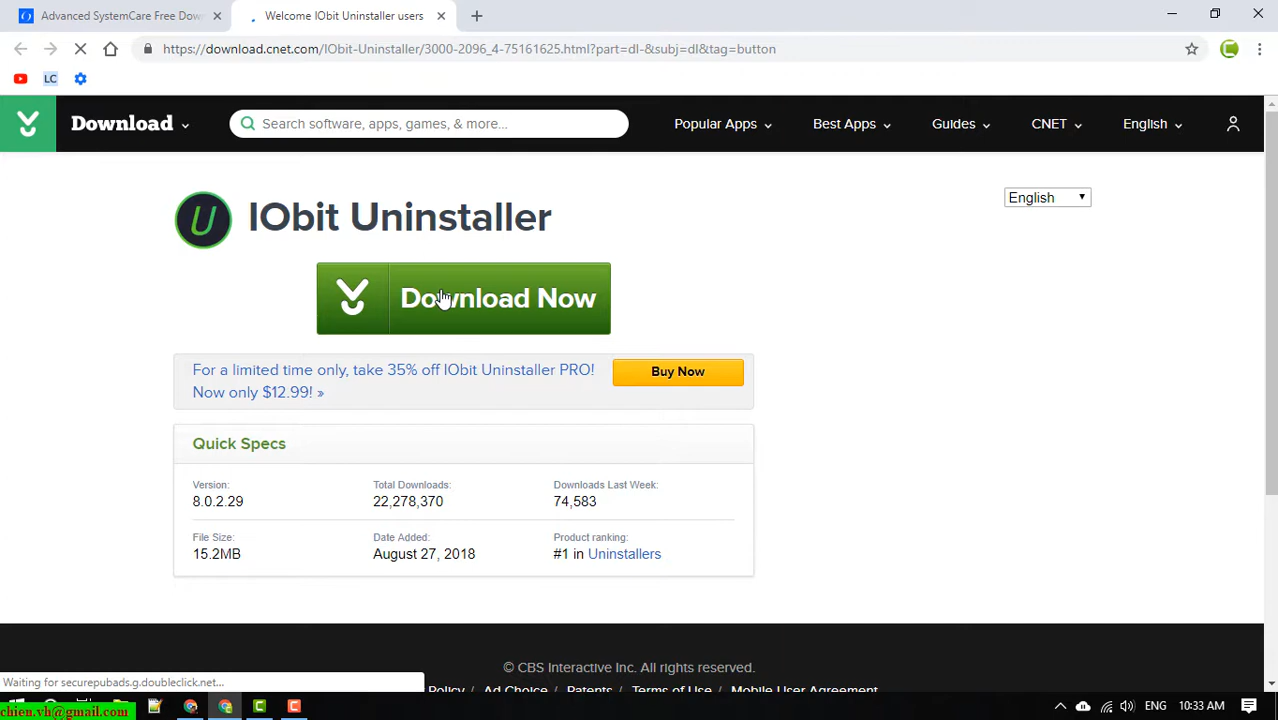 Advanced SystemCare Free Dow
Welcome IObit Uninstaller users
https://download.cnet.com/IObit-Uninstaller/3000-2096_4-75161625.html?part=dl-&subj=dl&tag=button
LC
Download
Search software, apps, games, & more...
Popular Apps
Best Apps
Guides
CNET
English
IObit Uninstaller
English
Download Now
For a limited time only, take 35% off IObit Uninstaller PRO!
Now only $12.99! »
Buy Now
Quick Specs
Version:
8.0.2.29
Total Downloads:
22,278,370
Downloads Last Week:
74,583
File Size:
15.2MB
Date Added:
August 27, 2018
Product ranking:
#1 in Uninstallers
© CBS Interactive Inc. All rights reserved.
Policy
Ad Choice
Patents
Terms of Use
Mobile User Agreement
Waiting for securepubads.g.doubleclick.net...
chien.vh@gmail.com
ENG
10:33 AM